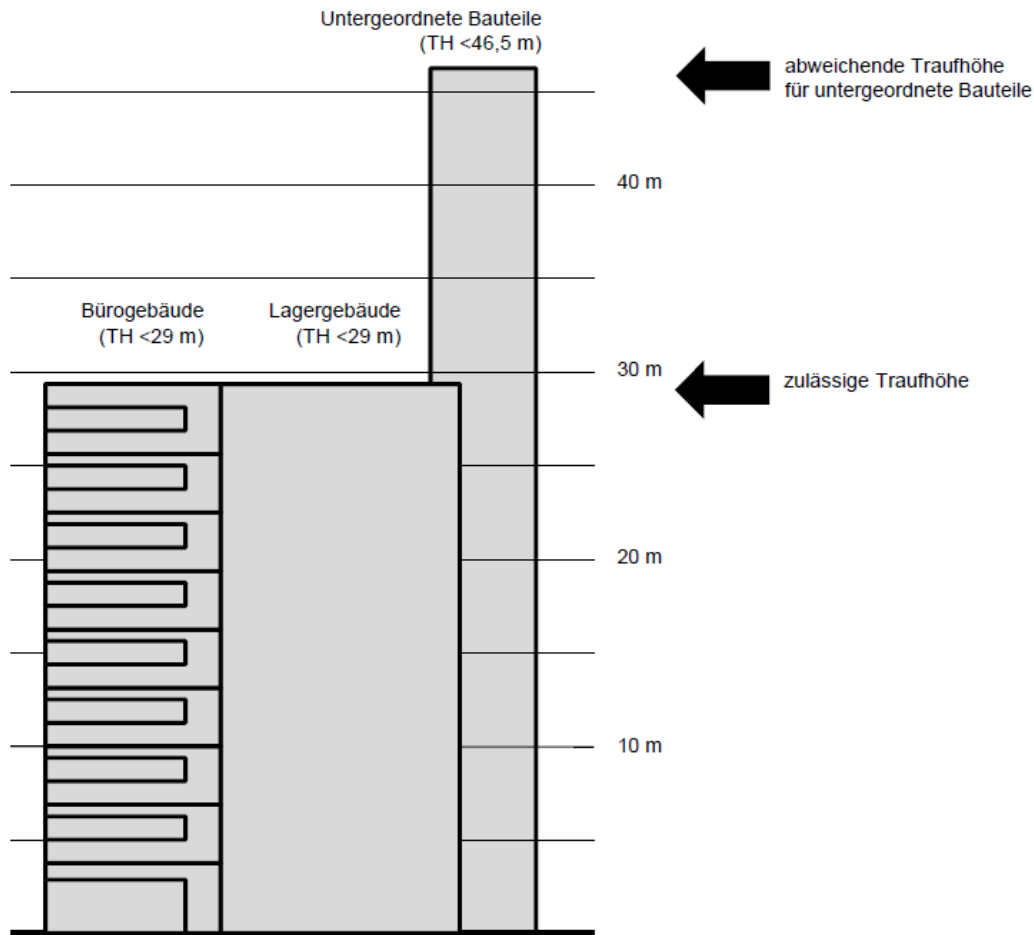 Untergeordnete Bauteile
(TH <46,5 m)
abweichende Traufhöhe
für untergeordnete Bauteile
40 m
Bürogebäude
(TH <29 m)
Lagergebäude
(TH <29 m)
30 m
zulässige Traufhöhe
20 m
10 m